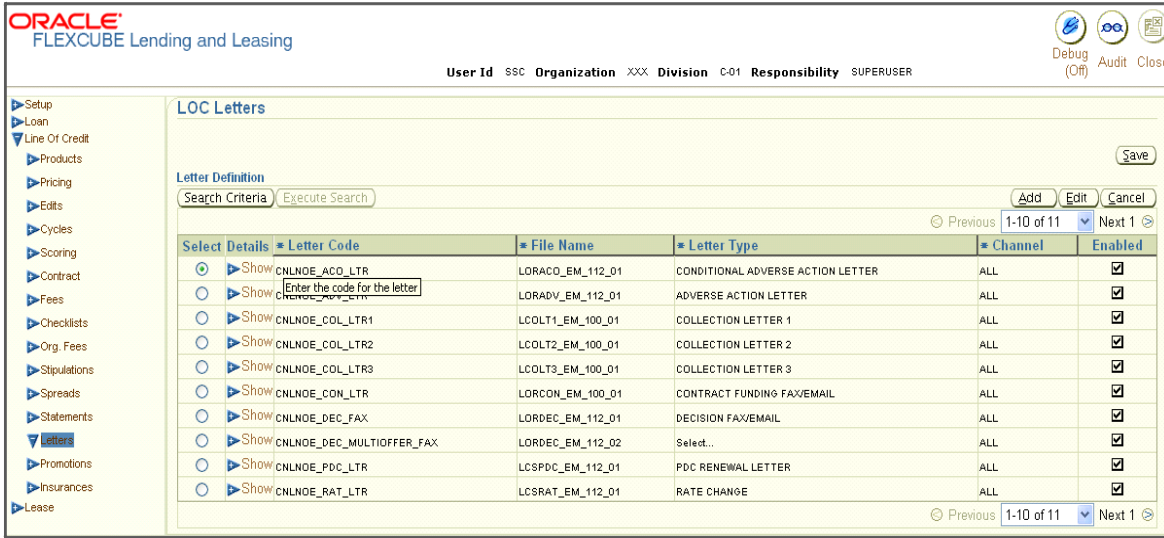 ORACLE
FLEXCUBE Lending and Leasing
Debug (Off)
Audit
Close
User Id SSC Organization XXX Division C-01 Responsibility SUPERUSER
Setup
Loan
Line Of Credit
Products
Pricing
Edits
Cycles
Scoring
Contract
Fees
Checklists
Org. Fees
Stipulations
Spreads
Statements
Letters
Promotions
Insurances
Lease
LOC Letters
Save
Letter Definition
Search Criteria Execute Search Add Edit Cancel
Previous 1-10 of 11 Next 1
Select Details * Letter Code * File Name * Letter Type * Channel Enabled
Show CNLNOE_ACO_LTR LORACO_EM_112_01 CONDITIONAL ADVERSE ACTION LETTER ALL
Enter the code for the letter
Show LORADV_EM_112_01 ADVERSE ACTION LETTER ALL
Show CNLNOE_COL_LTR1 LCOLT1_EM_100_01 COLLECTION LETTER 1 ALL
Show CNLNOE_COL_LTR2 LCOLT2_EM_100_01 COLLECTION LETTER 2 ALL
Show CNLNOE_COL_LTR3 LCOLT3_EM_100_01 COLLECTION LETTER 3 ALL
Show CNLNOE_CON_LTR LORCON_EM_100_01 CONTRACT FUNDING FAX/EMAIL ALL
Show CNLNOE_DEC_FAX LORDEC_EM_112_01 DECISION FAX/EMAIL ALL
Show CNLNOE_DEC_MULTIOFFER_FAX LORDEC_EM_112_02 Select... ALL
Show CNLNOE_PDC_LTR LCSPDC_EM_112_01 PDC RENEWAL LETTER ALL
Show CNLNOE_RAT_LTR LCSRAT_EM_112_01 RATE CHANGE ALL
Previous 1-10 of 11 Next 1